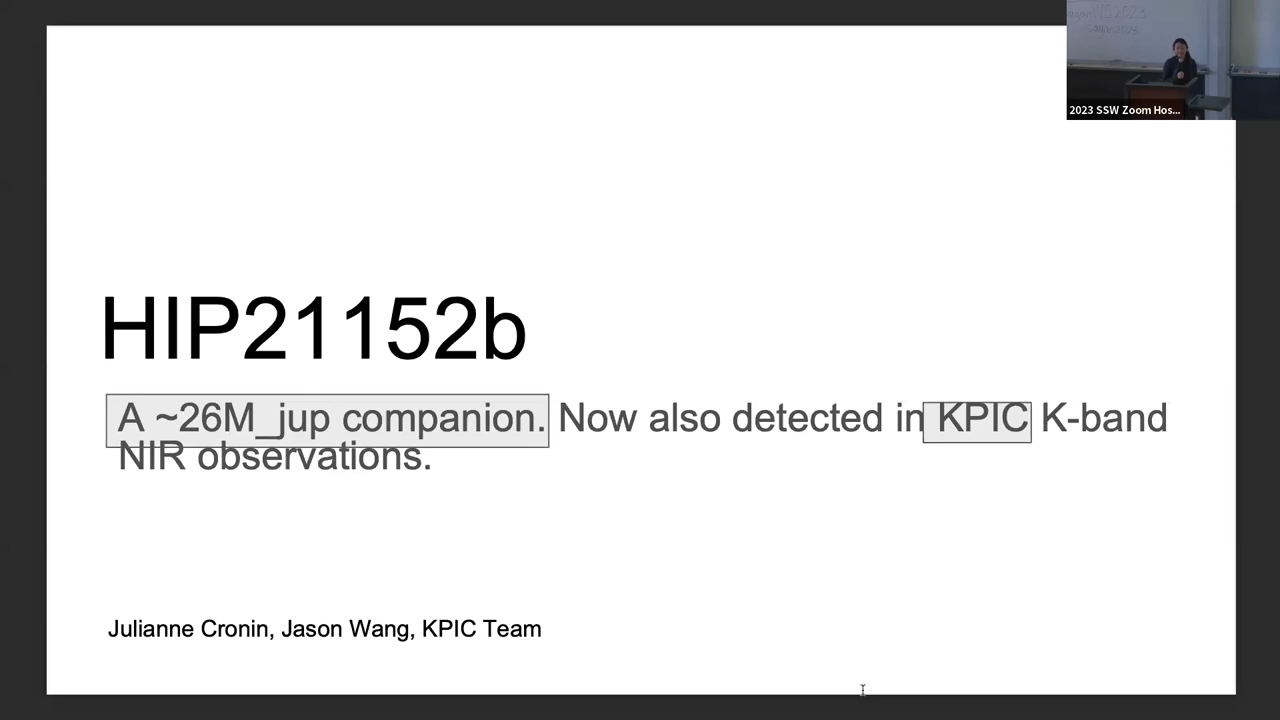 2023 SSW Zoom Hos...
HIP21152b
A ~26M_jup companion. Now also detected in KPIC K-band
NIR observations.
Julianne Cronin, Jason Wang, KPIC Team